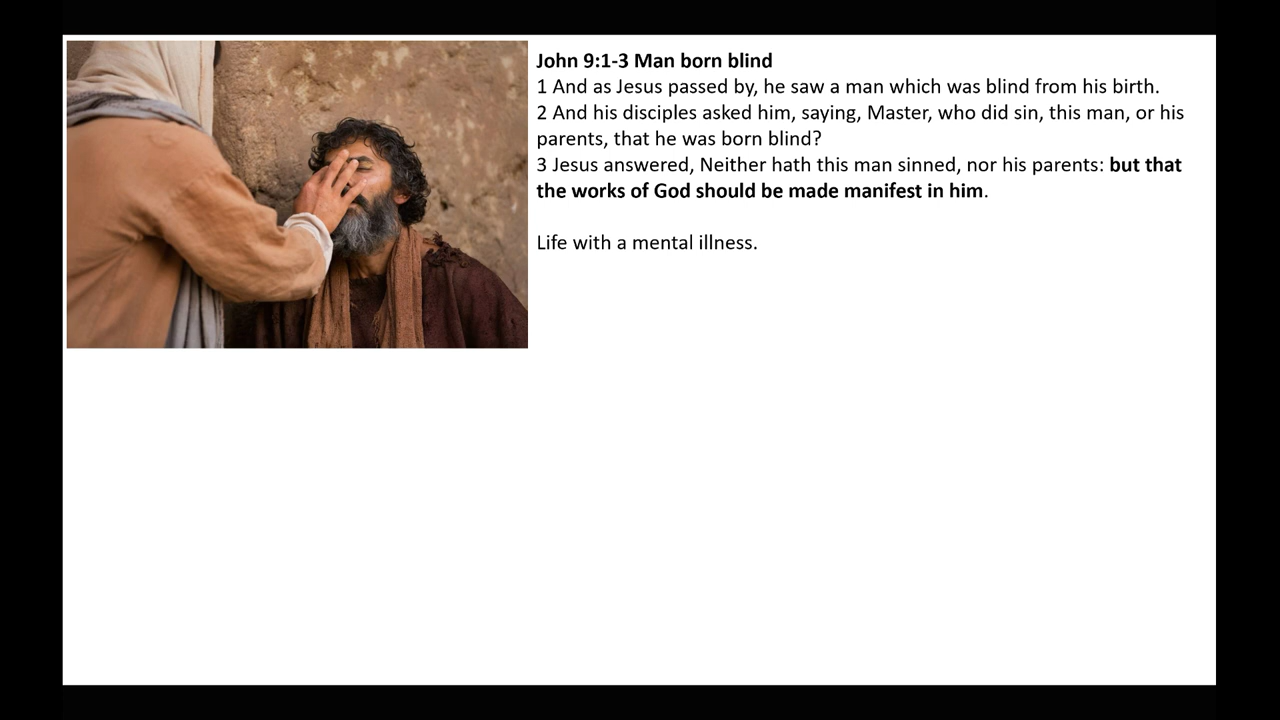 John 9:1-3 Man born blind
1 And as Jesus passed by, he saw a man which was blind from his birth.
2 And his disciples asked him, saying, Master, who did sin, this man, or his
parents, that he was born blind?
3 Jesus answered, Neither hath this man sinned, nor his parents: but that
the works of God should be made manifest in him.
Life with a mental illness.